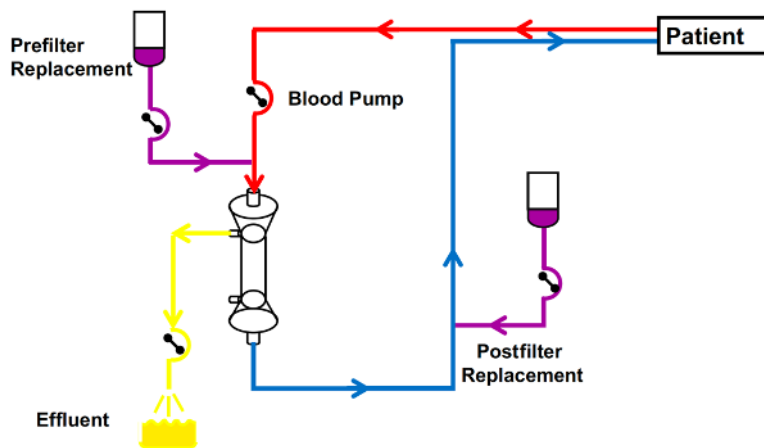 Prefilter
Replacement
Blood Pump
Patient
Postfilter
Replacement
Effluent